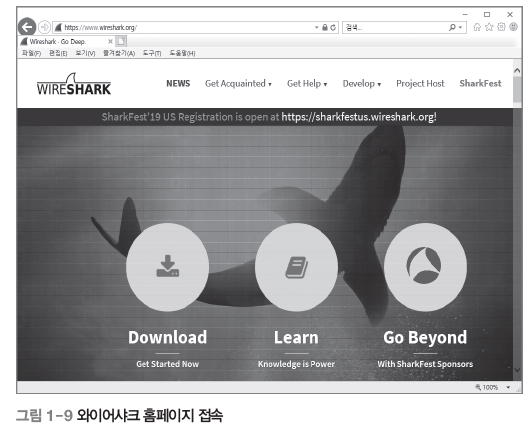 https://www.wireshark.org/
검색...
Wireshark · Go Deep.
파일(F) 편집(E) 보기(V) 즐겨찾기(A) 도구(T) 도움말(H)
WIRESHARK
NEWS Get Acquainted ▾ Get Help ▾ Develop ▾ Project Host SharkFest
SharkFest'19 US Registration is open at https://sharkfestus.wireshark.org!
Download Learn Go Beyond
Get Started Now Knowledge is Power With SharkFest Sponsors
100%
그림 1-9 와이어샤크 홈페이지 접속